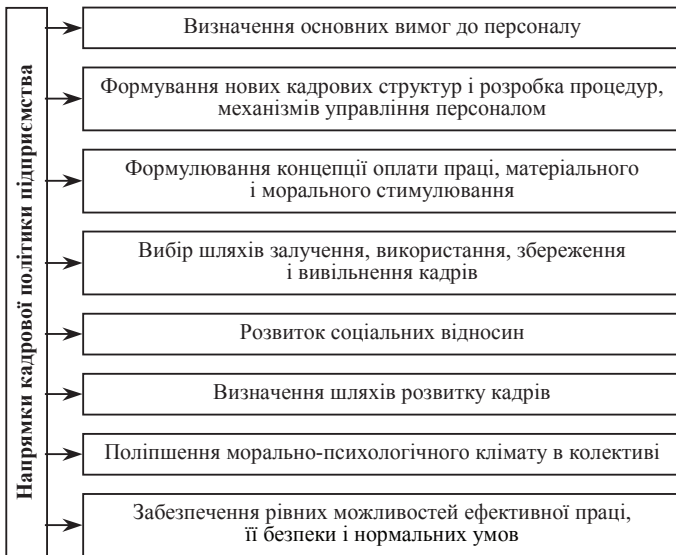 Напрямки кадрової політики підприємства
Визначення основних вимог до персоналу
Формування нових кадрових структур і розробка процедур,
механізмів управління персоналом
Формулювання концепції оплати праці, матеріального
і морального стимулювання
Вибір шляхів залучення, використання, збереження
і вивільнення кадрів
Розвиток соціальних відносин
Визначення шляхів розвитку кадрів
Поліпшення морально-психологічного клімату в колективі
Забезпечення рівних можливостей ефективної праці,
її безпеки і нормальних умов